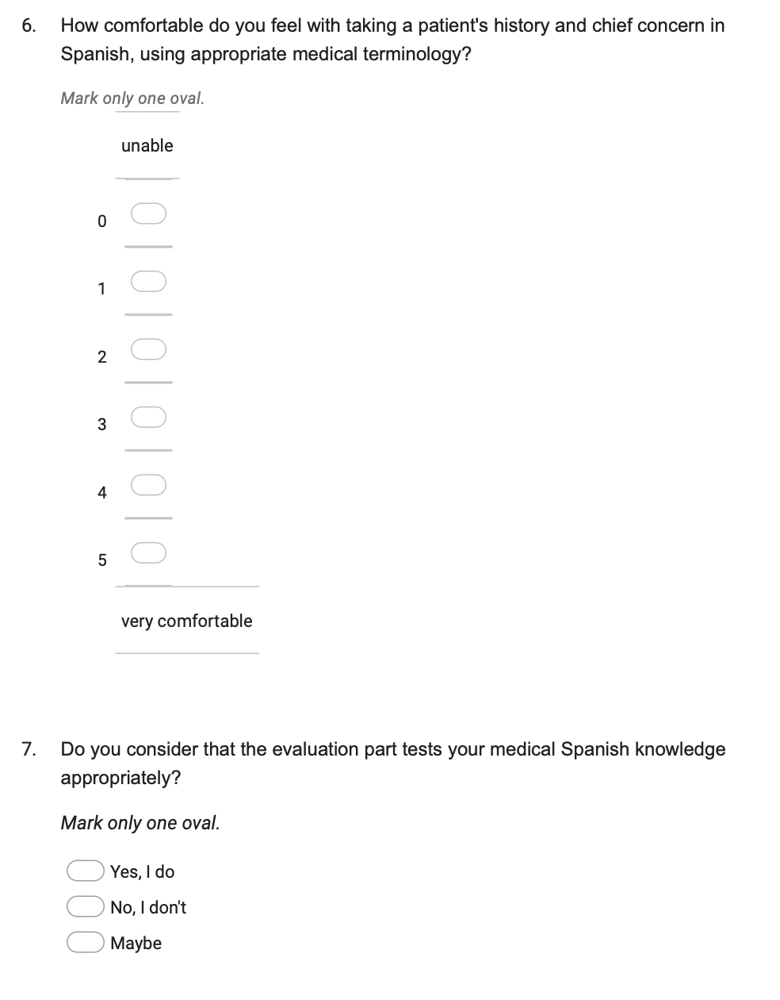 6. How comfortable do you feel with taking a patient's history and chief concern in
Spanish, using appropriate medical terminology?
Mark only one oval.
unable
0
1
2
3
4
5
very comfortable
7. Do you consider that the evaluation part tests your medical Spanish knowledge
appropriately?
Mark only one oval.
Yes, I do
No, I don't
Maybe